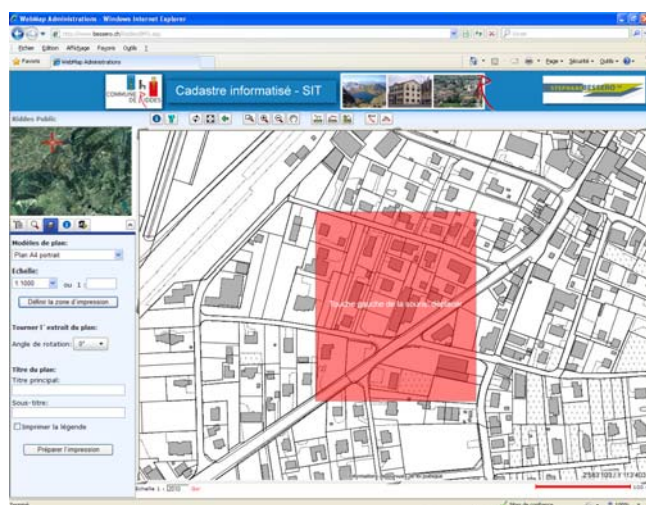 WebMap Administrations - Windows Internet Explorer
Fichier Edition Affichage Favoris Outils ?
Favoris WebMap Administrations
Page Sécurité Outils
COMMUNE DE RIDDES
Cadastre informatisé - SIT
Riddes Public
Modèles de plan:
Plan A4 portrait
Echelle:
1:1000 ou 1:
Définir la zone d'impression
Tourner l'extrait du plan:
Angle de rotation: 0°
Titre du plan:
Titre principal:
Sous-titre:
Imprimer la légende
Préparer l'impression
Touche gauche de la souris: déplacer
Echelle 1:
100%